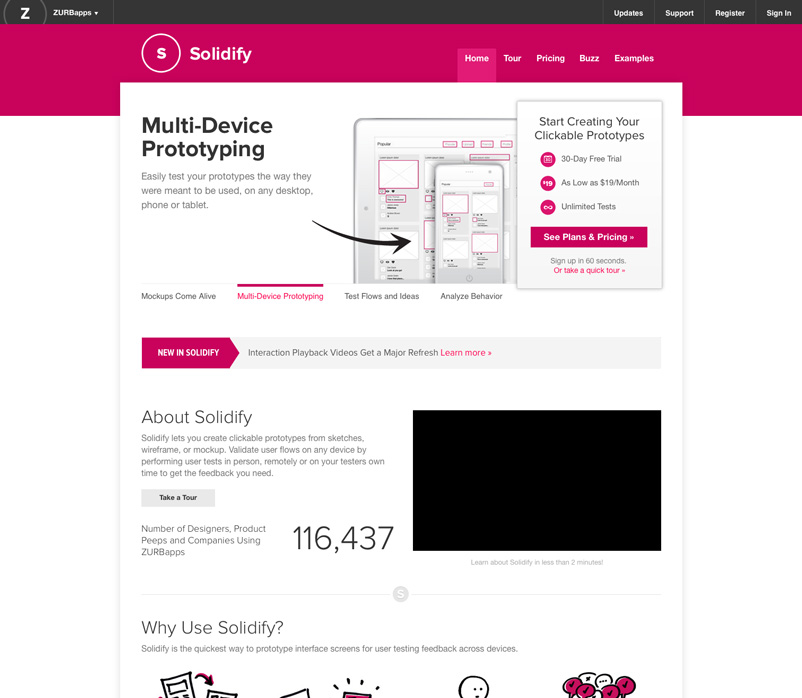 Z
ZURBapps ▾
Updates
Support
Register
Sign In
S
Solidify
Home
Tour
Pricing
Buzz
Examples
Multi-Device
Prototyping
Easily test your prototypes the way they
were meant to be used, on any desktop,
phone or tablet.
Popular
Popular
Start Creating Your
Clickable Prototypes
30-Day Free Trial
$19
As Low as $19/Month
Unlimited Tests
See Plans & Pricing »
Sign up in 60 seconds.
Or take a quick tour »
Mockups Come Alive
Multi-Device Prototyping
Test Flows and Ideas
Analyze Behavior
NEW IN SOLIDIFY
Interaction Playback Videos Get a Major Refresh Learn more »
About Solidify
Solidify lets you create clickable prototypes from sketches,
wireframe, or mockup. Validate user flows on any device by
performing user tests in person, remotely or on your testers own
time to get the feedback you need.
Take a Tour
Number of Designers, Product
Peeps and Companies Using
ZURBapps
116,437
Learn about Solidify in less than 2 minutes!
S
Why Use Solidify?
Solidify is the quickest way to prototype interface screens for user testing feedback across devices.